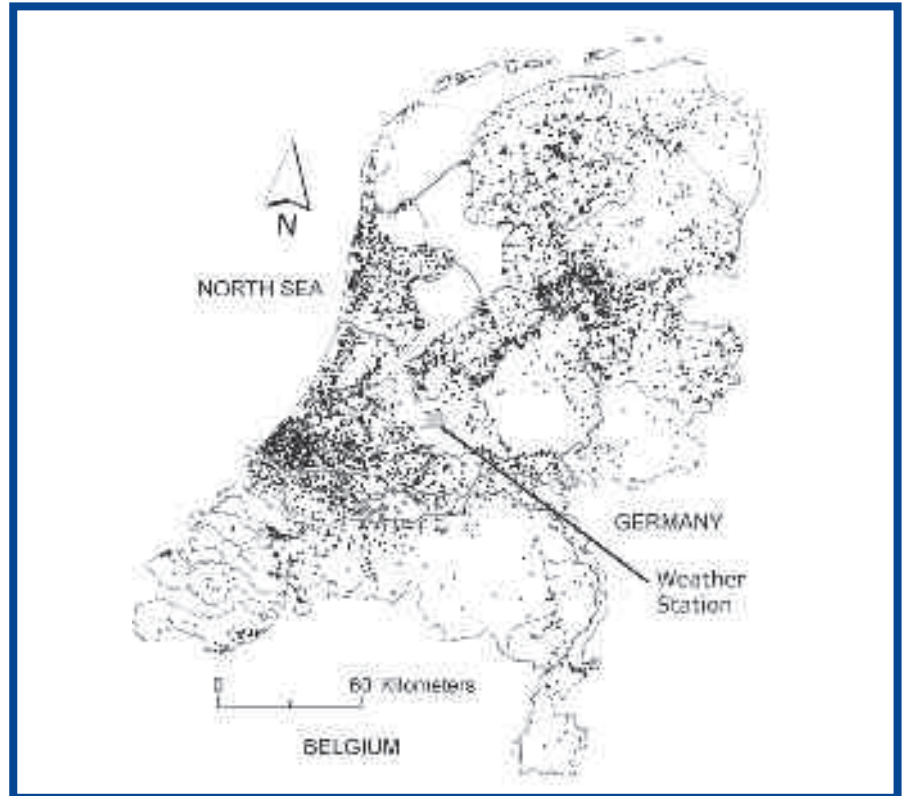 N
NORTH SEA
GERMANY
Weather
Station
0 60 Kilometers
BELGIUM